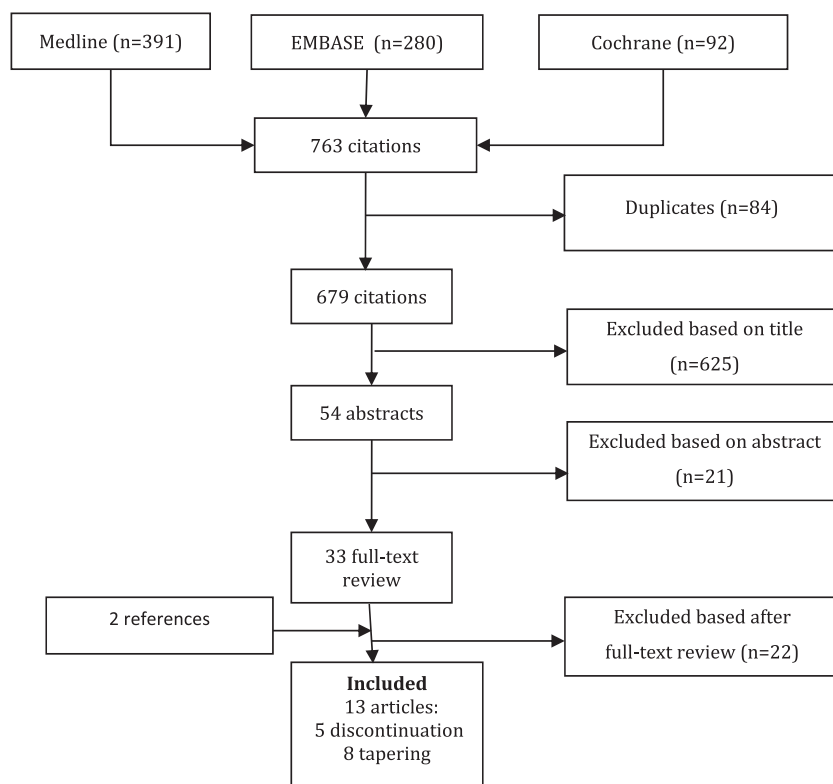 Medline (n=391)
EMBASE (n=280)
Cochrane (n=92)
763 citations
Duplicates (n=84)
679 citations
Excluded based on title
(n=625)
54 abstracts
Excluded based on abstract
(n=21)
33 full-text
review
2 references
Excluded based after
full-text review (n=22)
Included
13 articles:
5 discontinuation
8 tapering